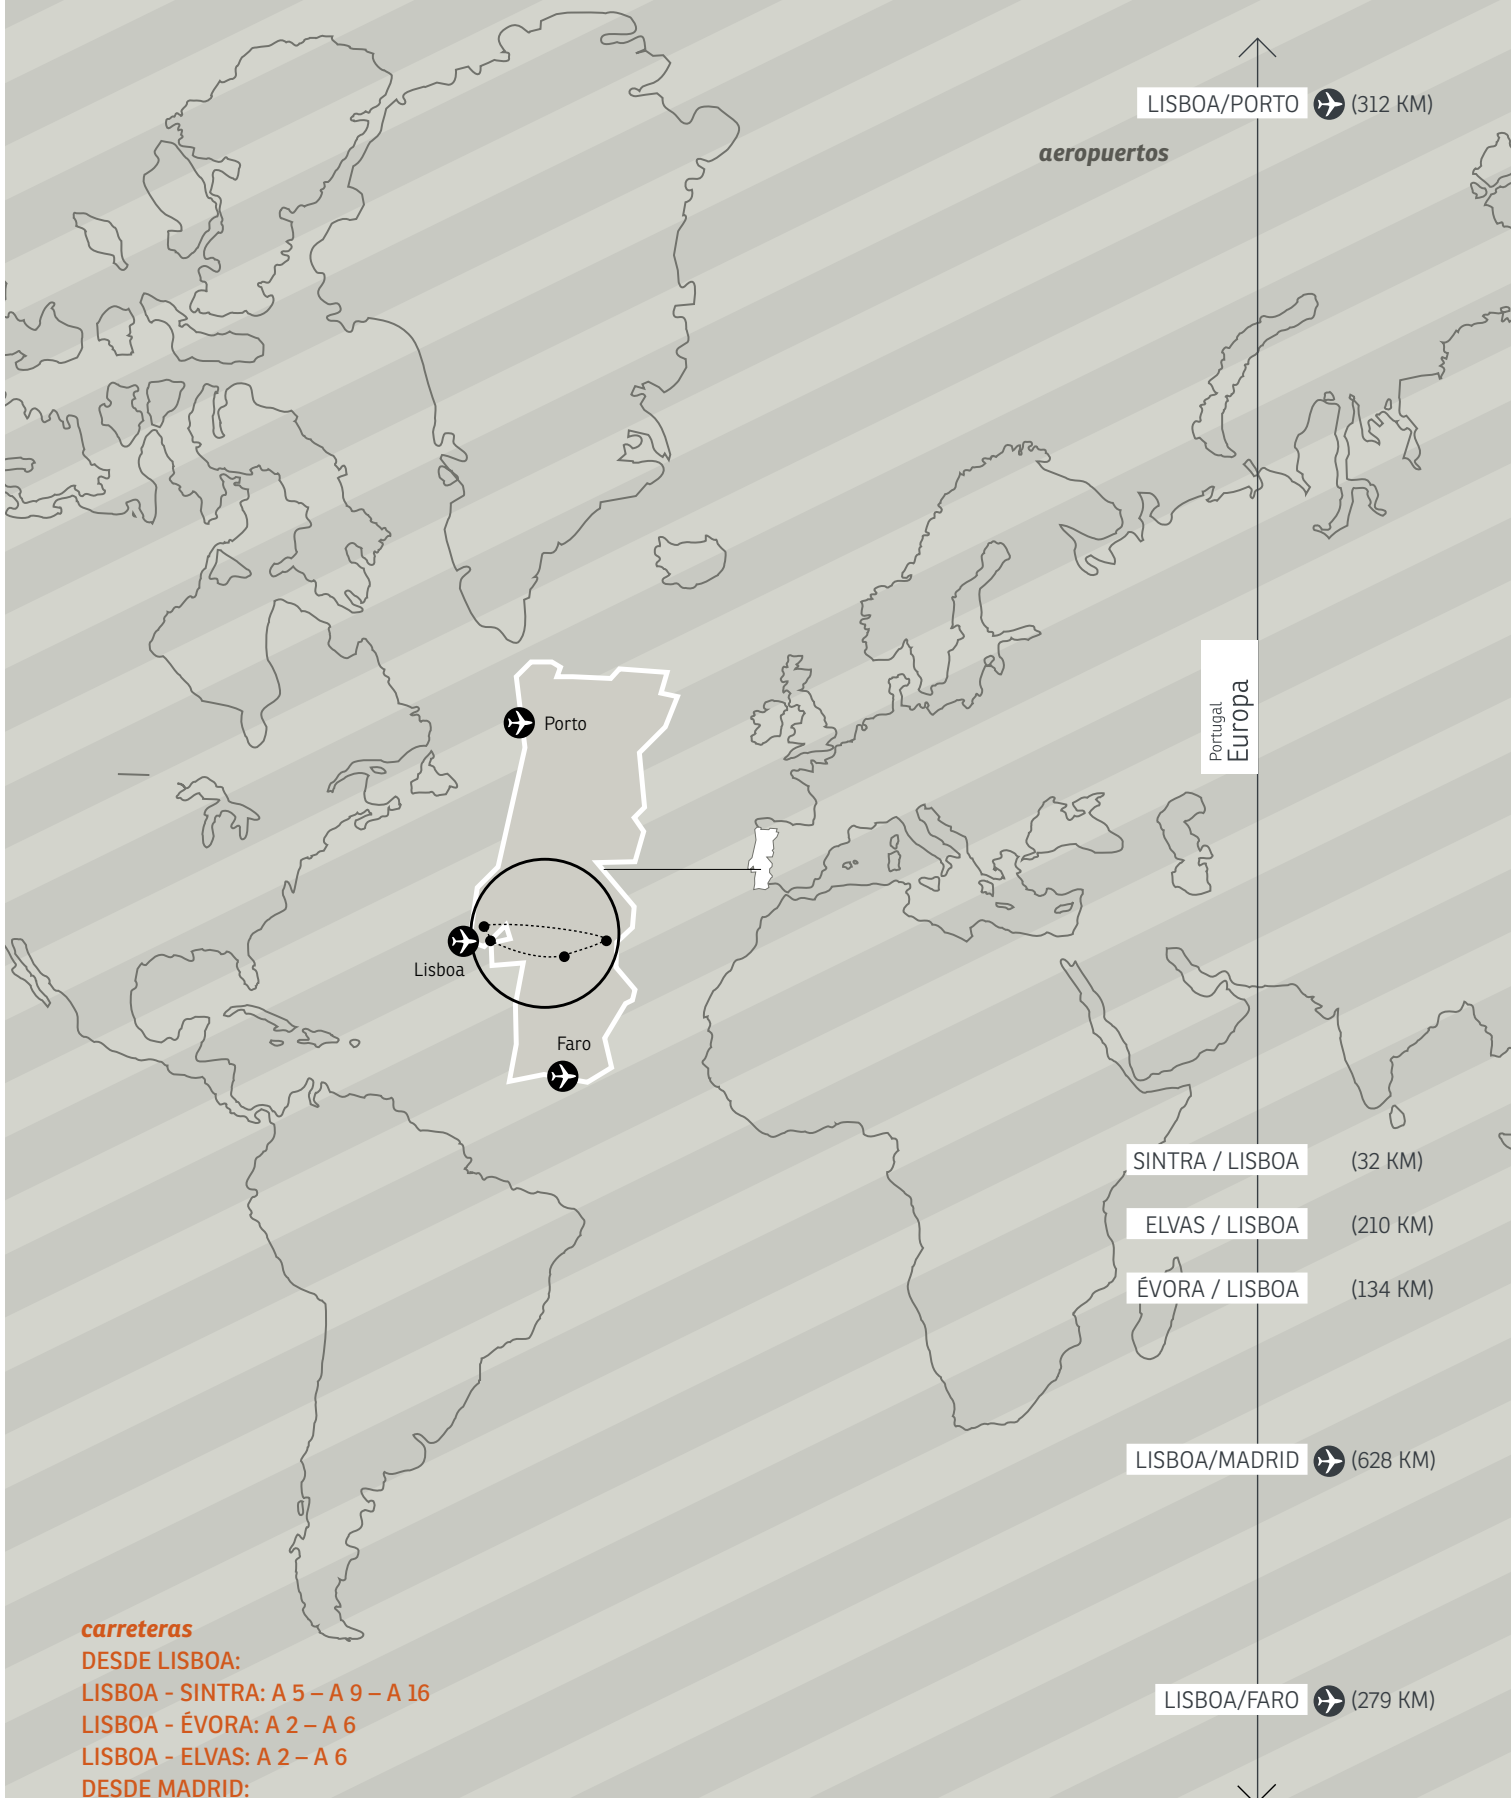 LISBOA/PORTO (312 KM)
aeropuertos
Portugal
Europa
Porto
Lisboa
Faro
SINTRA / LISBOA (32 KM)
ELVAS / LISBOA (210 KM)
ÉVORA / LISBOA (134 KM)
LISBOA/MADRID (628 KM)
LISBOA/FARO (279 KM)
carreteras
DESDE LISBOA:
LISBOA - SINTRA: A 5 – A 9 – A 16
LISBOA - ÉVORA: A 2 – A 6
LISBOA - ELVAS: A 2 – A 6
DESDE MADRID: